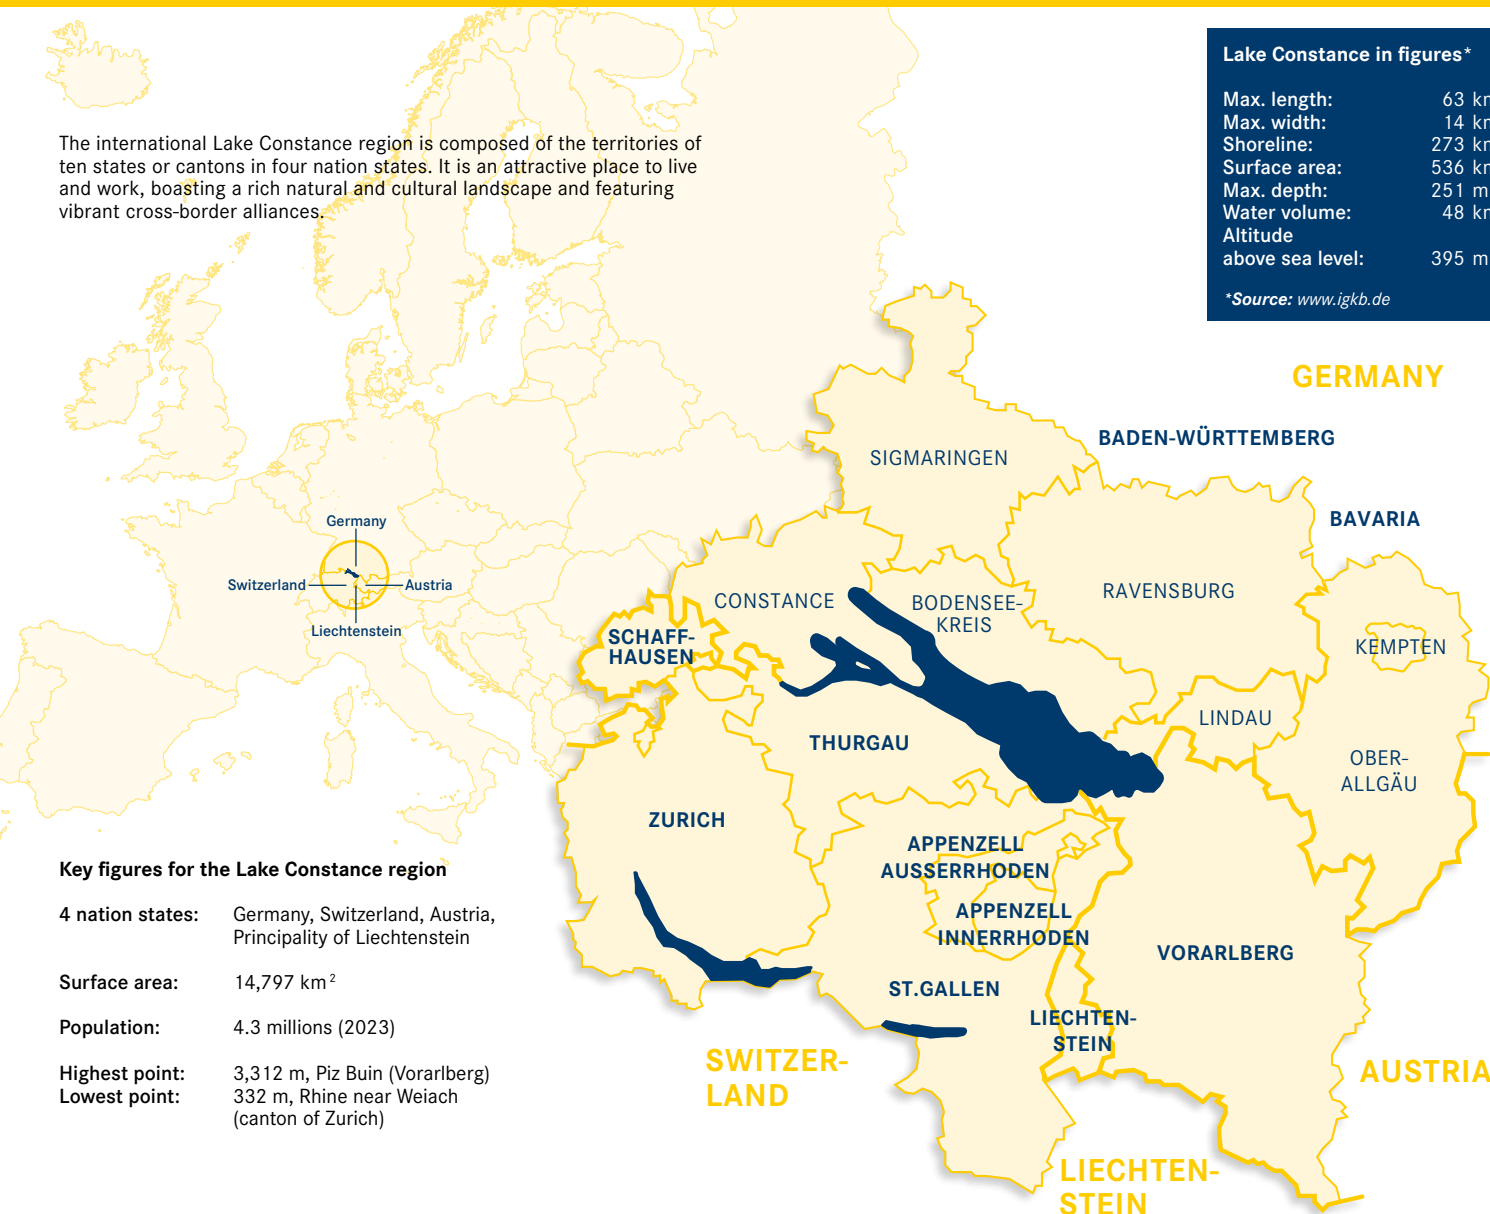 Lake Constance in figures*
Max. length: 63 km
Max. width: 14 km
Shoreline: 273 km
Surface area: 536
Max. depth: 251 m
Water volume: 48
Altitude
above sea level: 395 m
*Source: www.igkb.de
The international Lake Constance region is composed of the territories of
ten states or cantons in four nation states. It is an attractive place to live
and work, boasting a rich natural and cultural landscape and featuring
vibrant cross-border alliances.
GERMANY
BADEN-WÜRTTEMBERG
SIGMARINGEN
BAVARIA
Germany
Switzerland
Austria
Liechtenstein
CONSTANCE
BODENSEE-
KREIS
RAVENSBURG
SCHAFF-
HAUSEN
KEMPTEN
LINDAU
THURGAU
OBER-
ALLGÄU
ZURICH
APPENZELL
AUSSERRHODEN
APPENZELL
INNERRHODEN
VORARLBERG
ST.GALLEN
LIECHTEN-
STEIN
SWITZER-
LAND
AUSTRIA
LIECHTEN-
STEIN
Key figures for the Lake Constance region
4 nation states: Germany, Switzerland, Austria,
Principality of Liechtenstein
Surface area: 14,797 km²
Population: 4.3 millions (2023)
Highest point: 3,312 m, Piz Buin (Vorarlberg)
Lowest point: 332 m, Rhine near Weiach
(canton of Zurich)